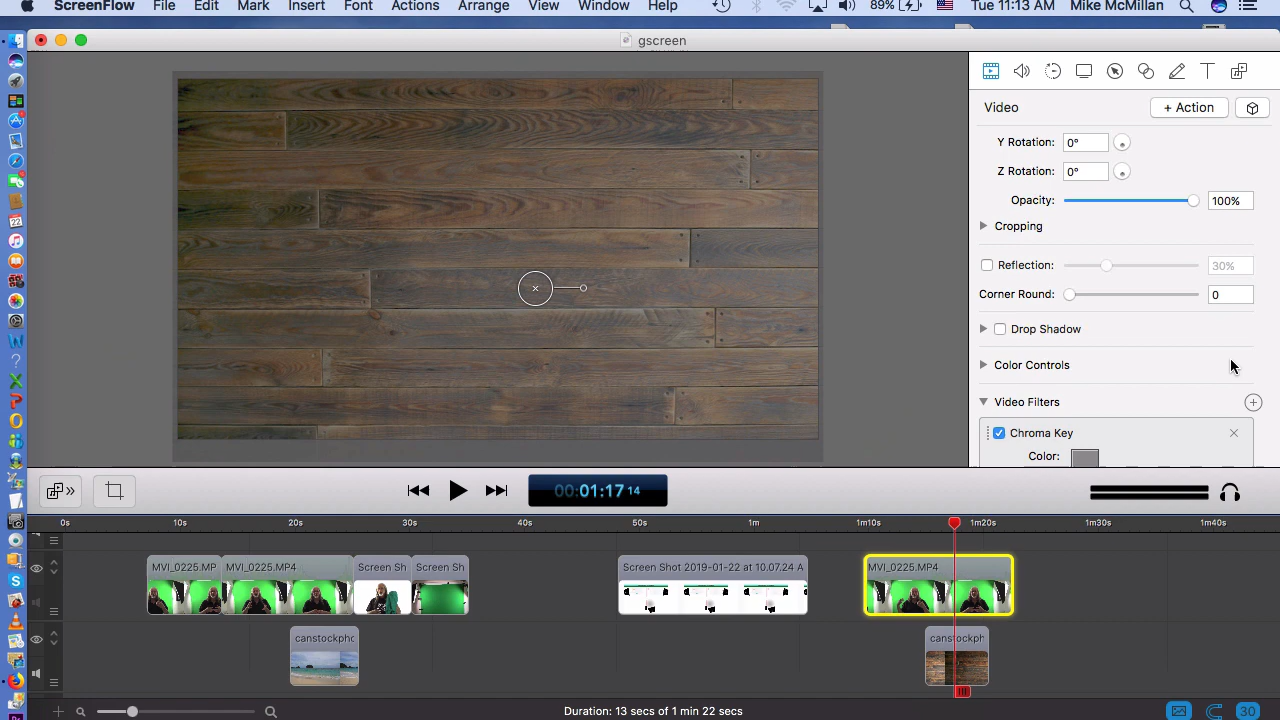 ScreenFlow File Edit Mark Insert Font Actions Arrange View Window Help 89% Tue 11:13 AM Mike McMillan
gscreen
Video + Action
Y Rotation: 0°
Z Rotation: 0°
Opacity: 100%
Cropping
Reflection: 30%
Corner Round: 0
Drop Shadow
Color Controls
Video Filters
Chroma Key
Color:
00:01:17 14
0s 10s 20s 30s 40s 50s 1m 1m10s 1m20s 1m30s 1m40s
MVI_0225.MP MVI_0225.MP4 Screen Sh Screen Sh Screen Shot 2019-01-22 at 10.07.24 A MVI_0225.MP4
canstockpho canstockph
Duration: 13 secs of 1 min 22 secs 30